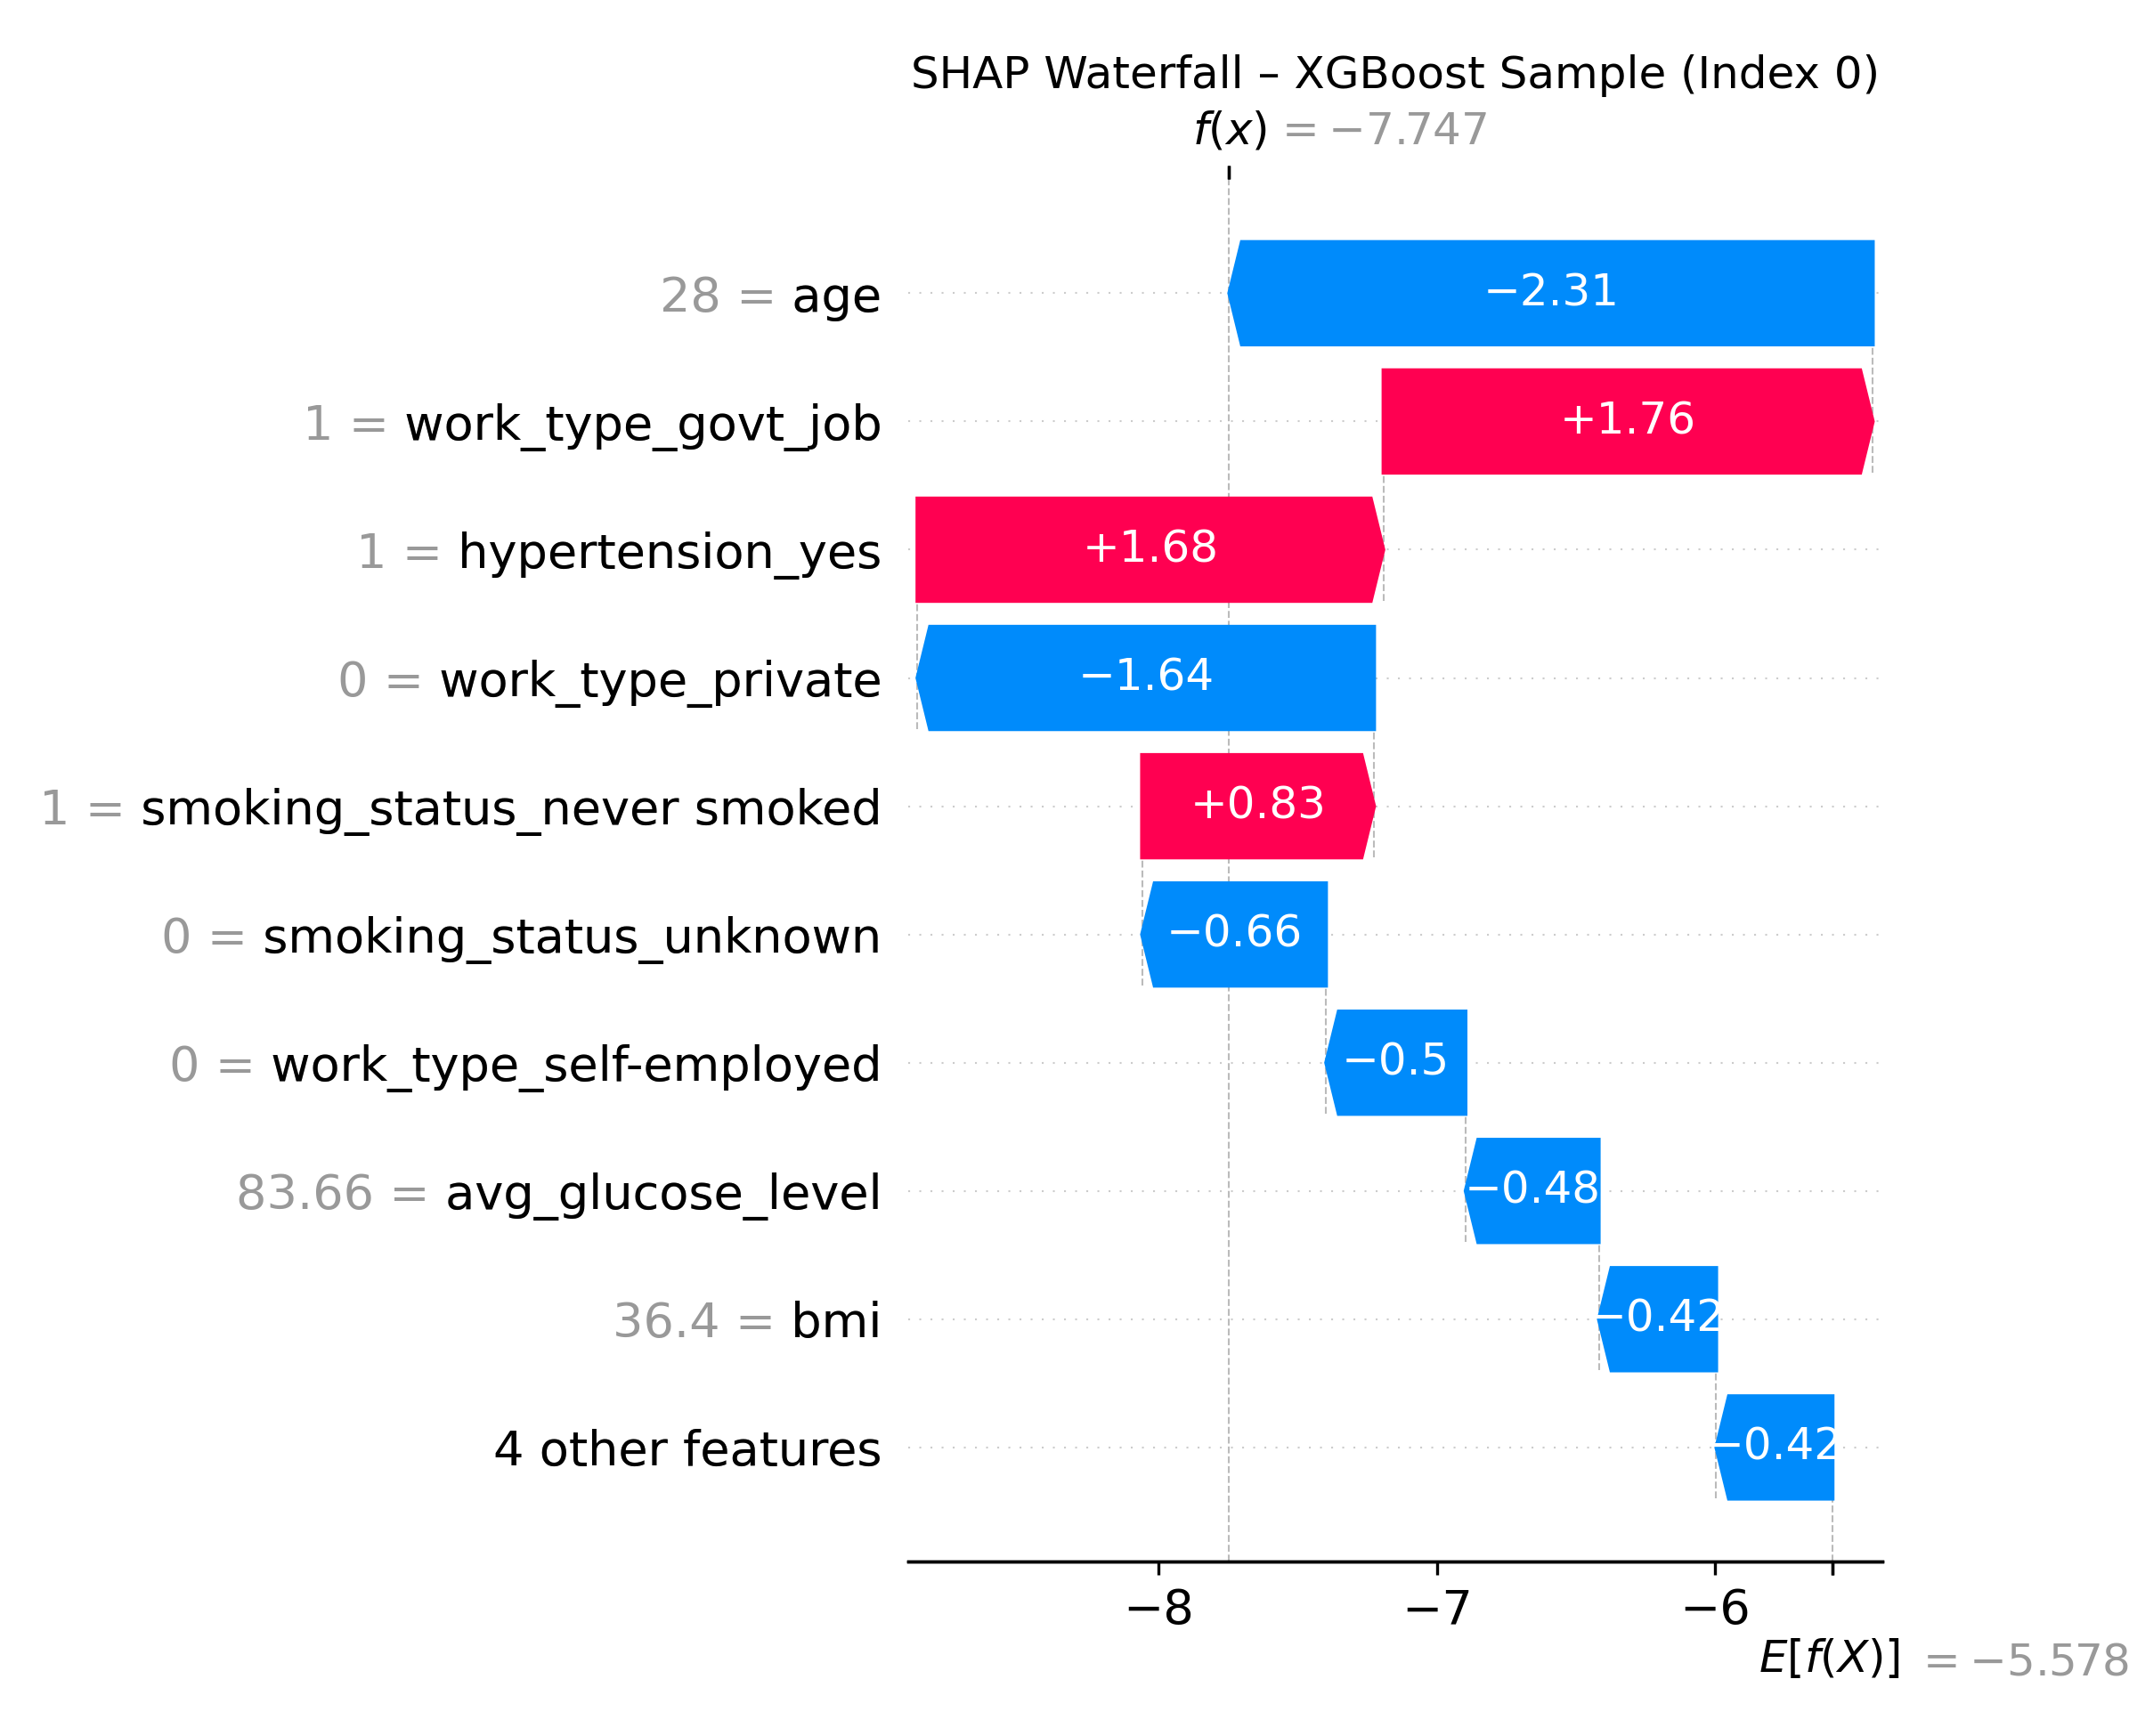 SHAP Waterfall – XGBoost Sample (Index 0)
f(x) = −7.747
28 = age −2.31
1 = work_type_govt_job +1.76
1 = hypertension_yes +1.68
0 = work_type_private −1.64
1 = smoking_status_never smoked +0.83
0 = smoking_status_unknown −0.66
0 = work_type_self-employed −0.5
83.66 = avg_glucose_level −0.48
36.4 = bmi −0.42
4 other features −0.42
−8 −7 −6
E[f(X)] = −5.578